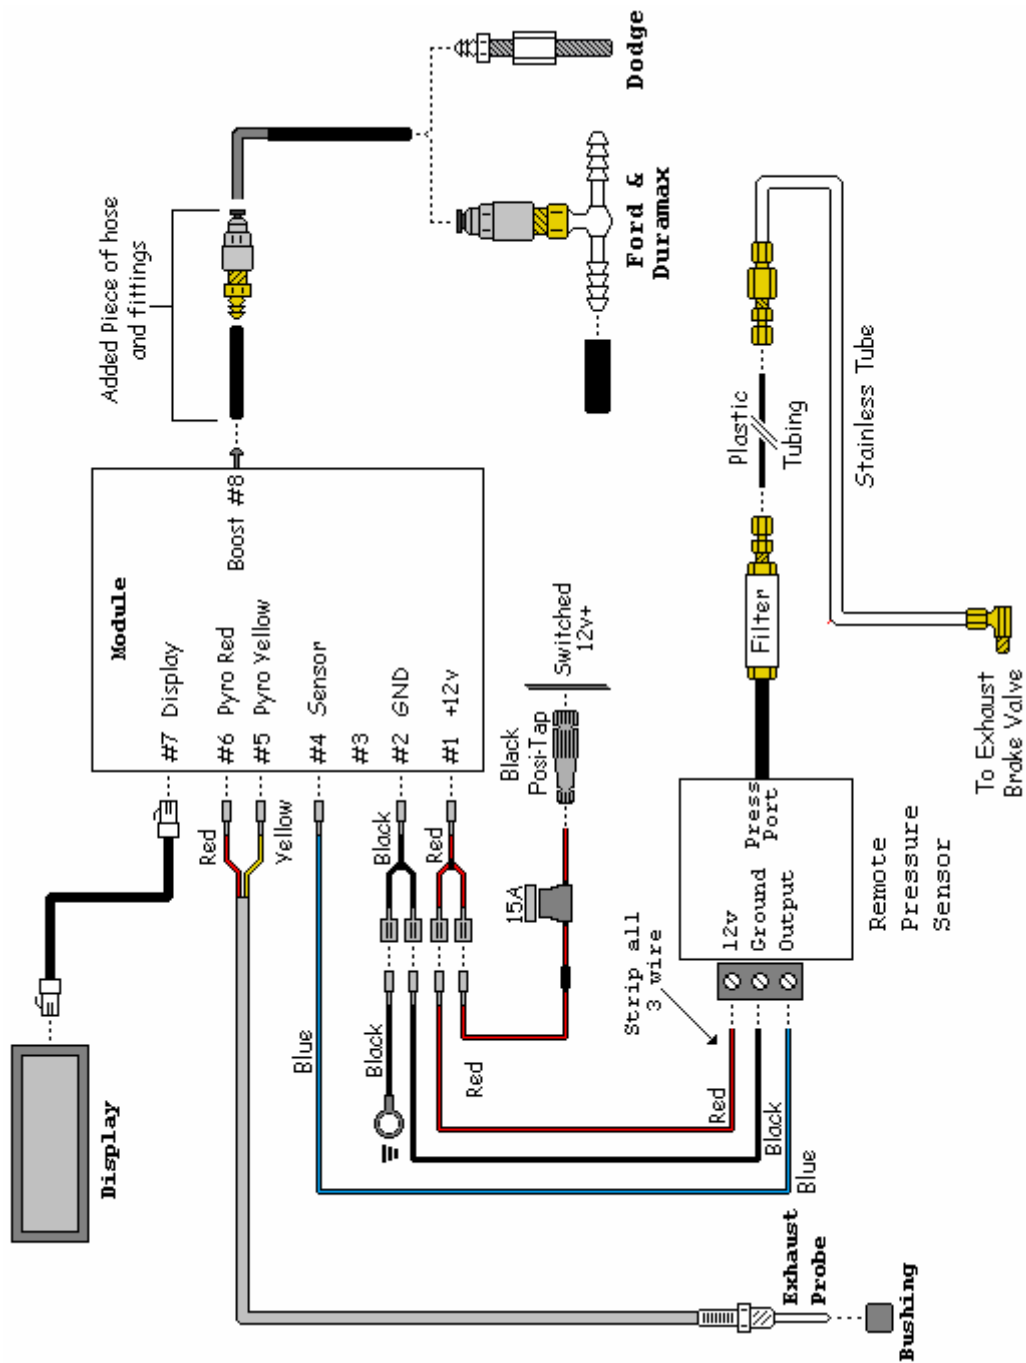 Display
Module
#7 Display
#6 Pyro Red
#5 Pyro Yellow
#4 Sensor
#3
#2 GND
#1 +12v
Boost #8
Added Piece of hose
and fittings
Dodge
Ford &
Duramax
Red
Yellow
Black
Red
Blue
Black
Red
15A
Black
Posi-Tap
Switched
12v+
Strip all
3 wire
Red
Black
Blue
12v
Ground
Output
Press
Port
Remote
Pressure
Sensor
Filter
Plastic
Tubing
Stainless Tube
To Exhaust
Brake Valve
Exhaust
Probe
Bushing